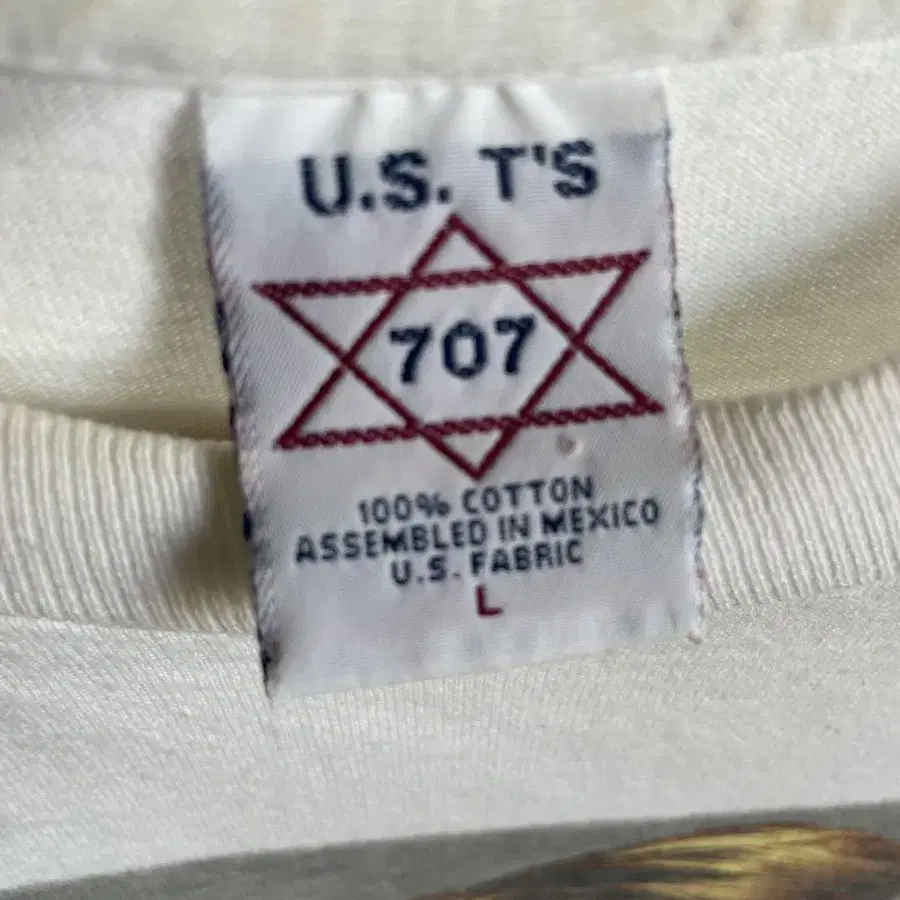 U.S. T'S
707
100% COTTON
ASSEMBLED IN MEXICO
U.S. FABRIC
L